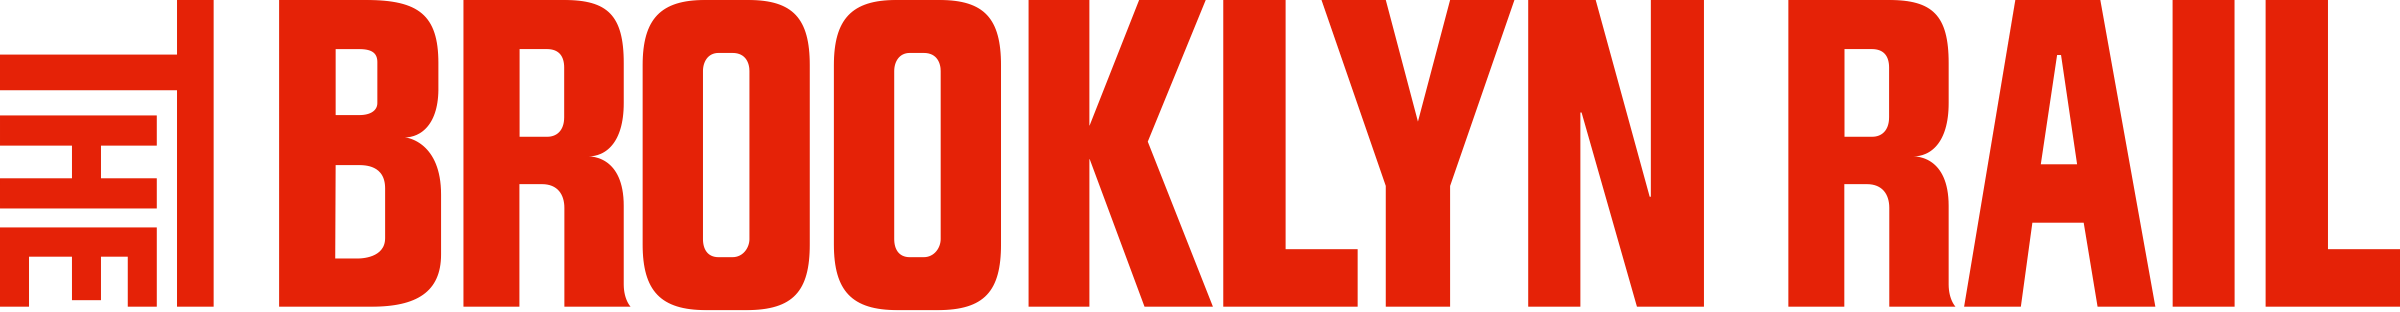 THE BROOKLYN RAIL